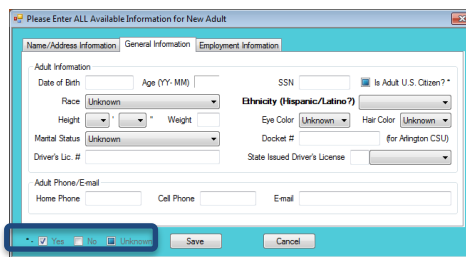 Please Enter ALL Available Information for New Adult
Name/Address Information General Information Employment Information
Adult Information
Date of Birth Age (YY- MM) SSN Is Adult U.S. Citizen? *
Race Unknown Ethnicity (Hispanic/Latino?)
Height ' " Weight Eye Color Unknown Hair Color Unknown
Marital Status Unknown Docket # (for Arlington CSU)
Driver's Lic. # State Issued Driver's License
Adult Phone/E-mail
Home Phone Cell Phone E-mail
*- Yes No Unknown Save Cancel